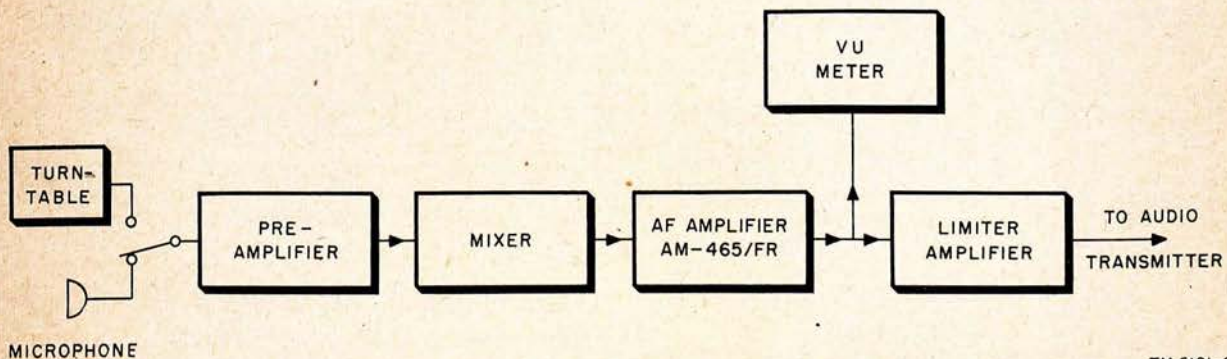 VU
METER
TURN-
TABLE
PRE-
AMPLIFIER
MIXER
AF AMPLIFIER
AM-465/FR
LIMITER
AMPLIFIER
TO AUDIO
TRANSMITTER
MICROPHONE